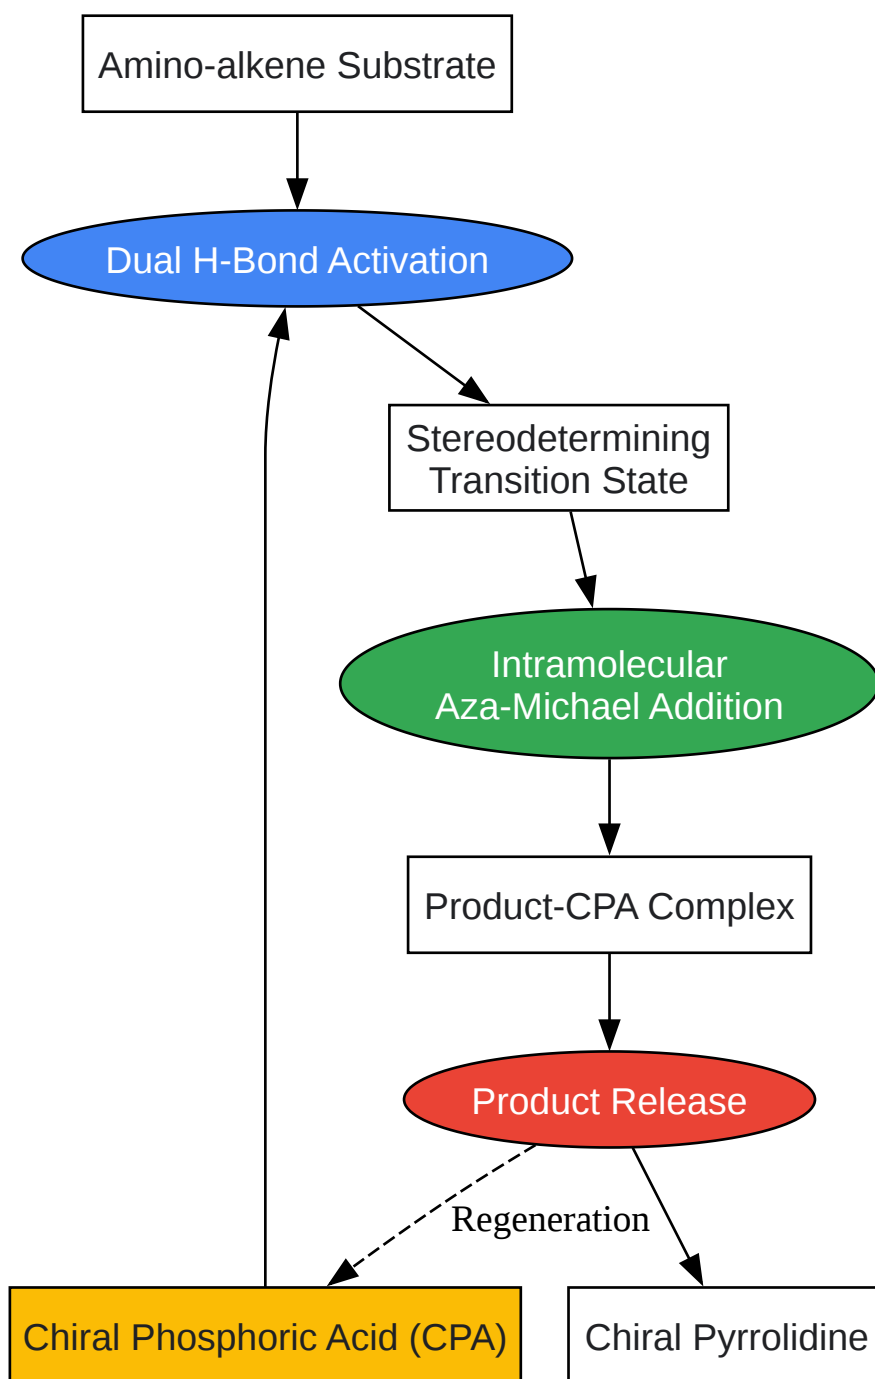 Amino-alkene Substrate
Dual H-Bond Activation
Stereodetermining
Transition State
Intramolecular
Aza-Michael Addition
Product-CPA Complex
Product Release
Regeneration
Chiral Phosphoric Acid (CPA)
Chiral Pyrrolidine